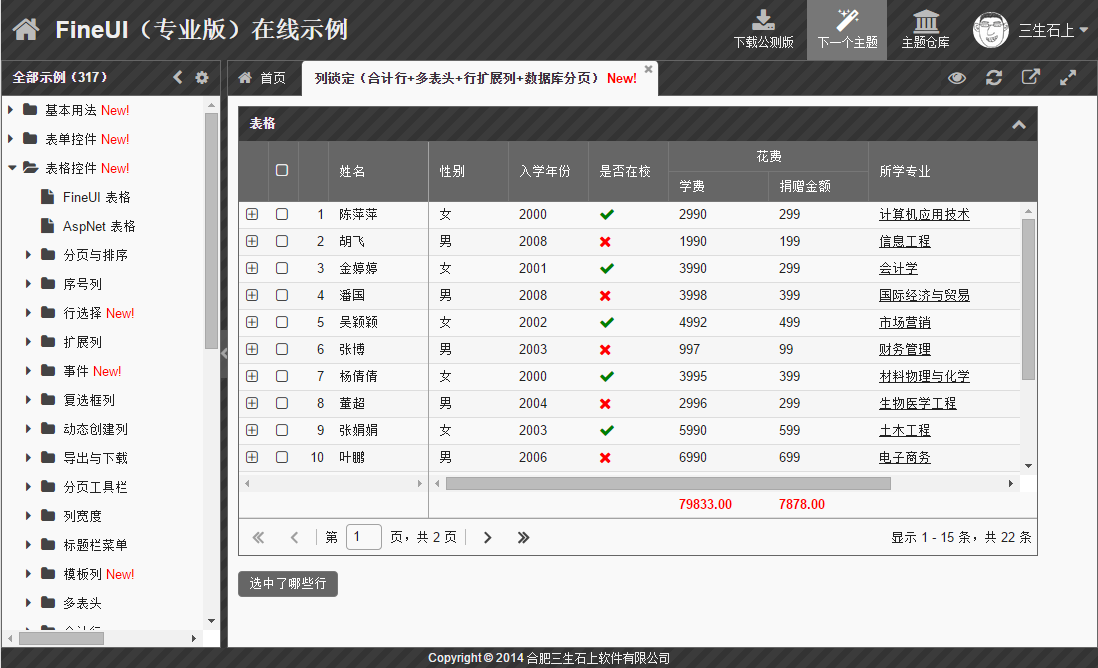 FineUI（专业版）在线示例
下载公测版
下一个主题
主题仓库
三生石上
全部示例（317）
首页
列锁定（合计行+多表头+行扩展列+数据库分页） New!
基本用法 New!
表单控件 New!
表格控件 New!
FineUI 表格
AspNet 表格
分页与排序
序号列
行选择 New!
扩展列
事件 New!
复选框列
动态创建列
导出与下载
分页工具栏
列宽度
标题栏菜单
模板列 New!
多表头
表格
姓名 性别 入学年份 是否在校 花费 所学专业
学费 捐赠金额
1 陈萍萍 女 2000 2990 299 计算机应用技术
2 胡飞 男 2008 1990 199 信息工程
3 金婷婷 女 2001 3990 299 会计学
4 潘国 男 2008 3998 399 国际经济与贸易
5 吴颖颖 女 2002 4992 499 市场营销
6 张博 男 2003 997 99 财务管理
7 杨倩倩 女 2000 3995 399 材料物理与化学
8 董超 男 2004 2996 299 生物医学工程
9 张娟娟 女 2003 5990 599 土木工程
10 叶鹏 男 2006 6990 699 电子商务
79833.00 7878.00
第 1 页，共 2 页 显示 1 - 15 条，共 22 条
选中了哪些行
Copyright © 2014 合肥三生石上软件有限公司